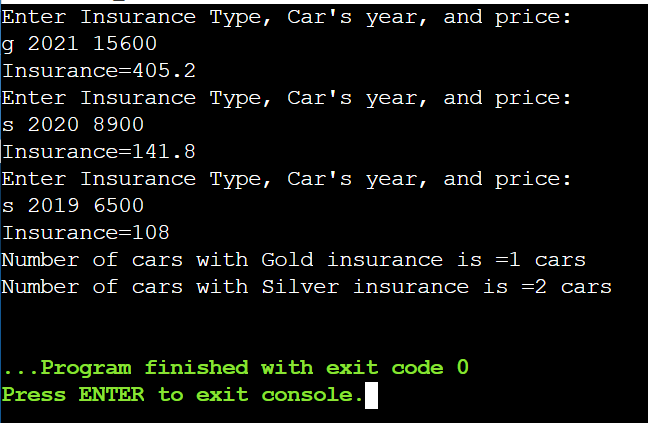 Enter Insurance Type, Car's year, and price:
g 2021 15600
Insurance=405.2
Enter Insurance Type, Car's year, and price:
s 2020 8900
Insurance=141.8
Enter Insurance Type, Car's year, and price:
s 2019 6500
Insurance=108
Number of cars with Gold insurance is =1 cars
Number of cars with Silver insurance is =2 cars
...Program finished with exit code 0
Press ENTER to exit console.